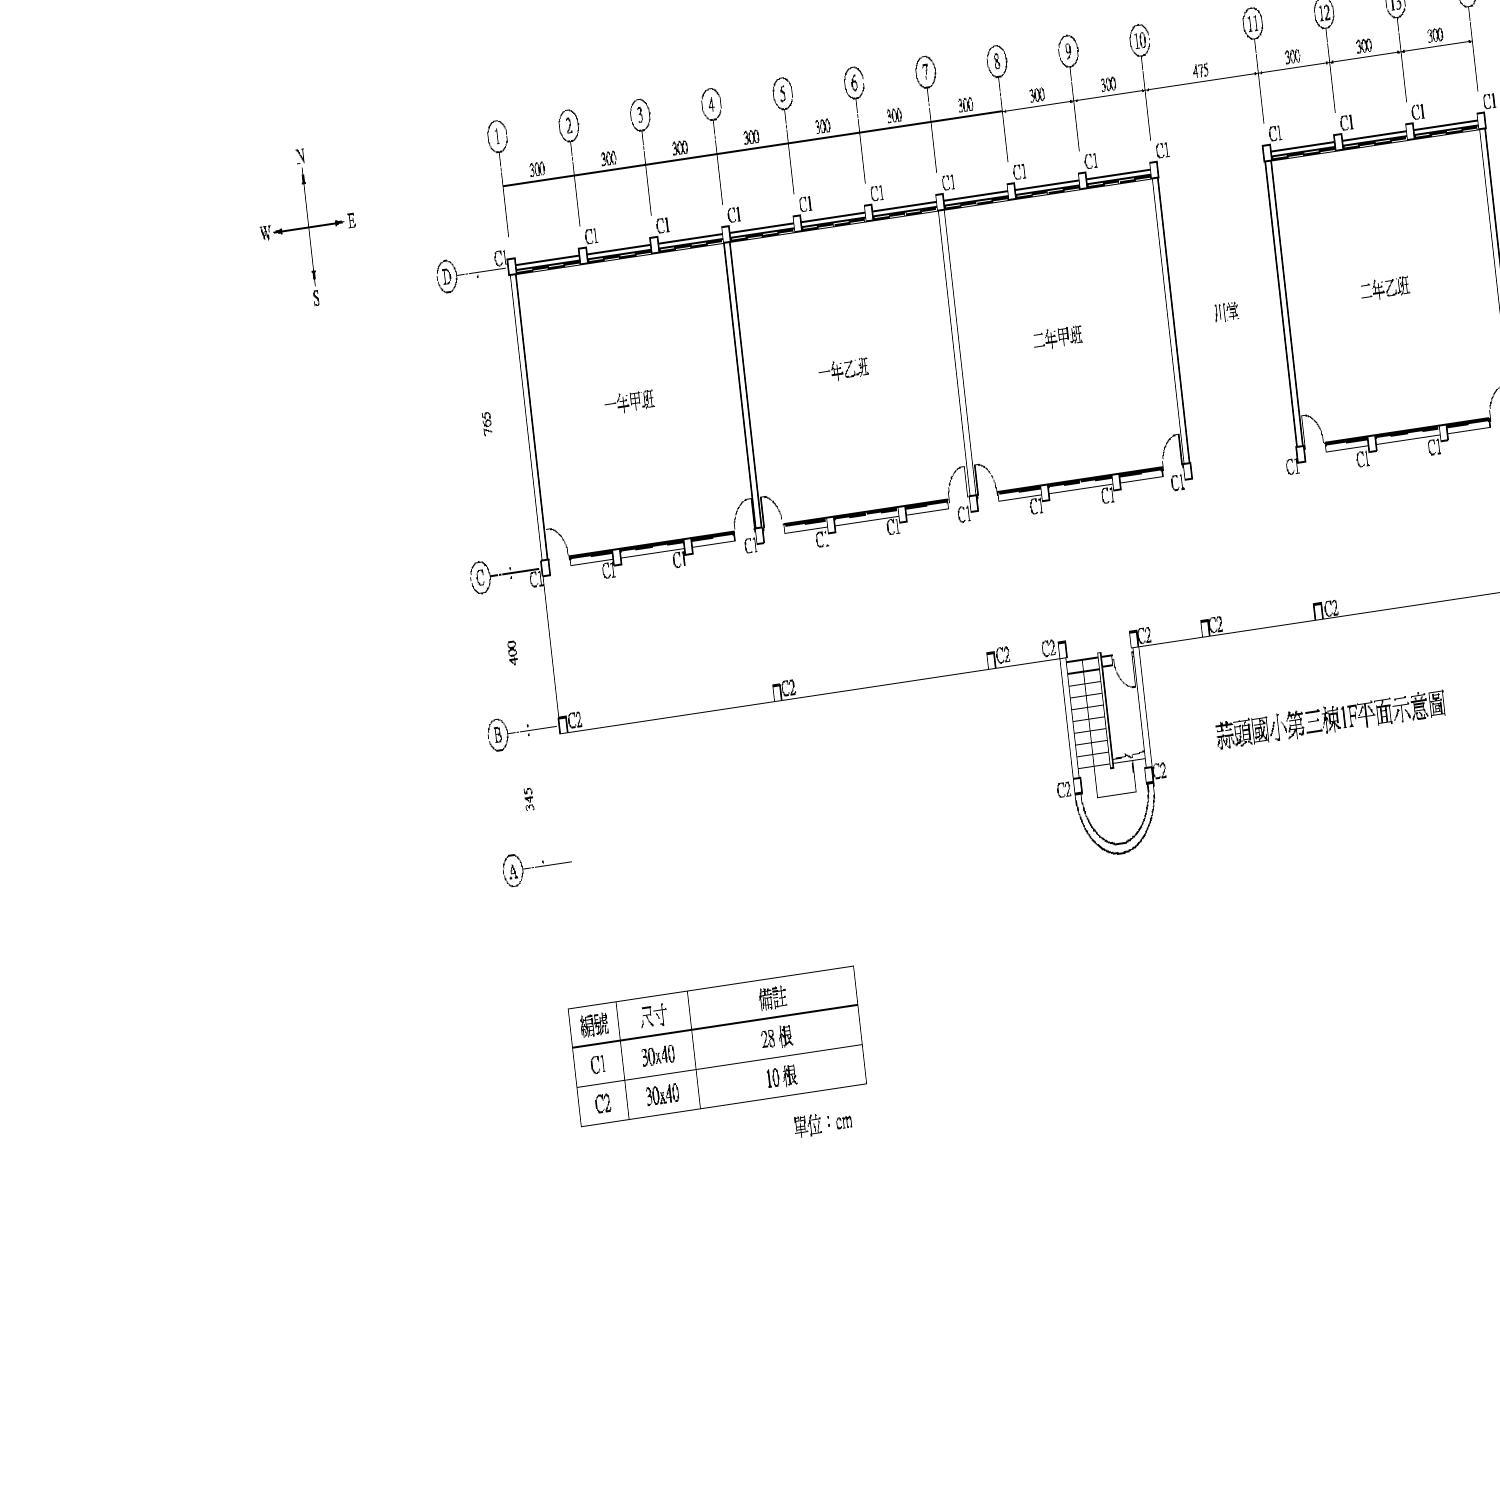 1 2 3 4 5 6 7 8 9 10 11 12 13
300 300 300 300 300 300 300 300 300 475 300 300 300
N
W E
S
C1 C1 C1 C1 C1 C1 C1 C1 C1 C1 C1 C1 C1 C1
D
一年甲班 一年乙班 二年甲班 川堂 二年乙班
765
C
C1 C1 C1 C1 C1 C1 C1 C1 C1 C1 C1 C1 C1
400
B
C2 C2 C2 C2 C2 C2 C2
345
C2 C2
A
蒜頭國小第三棟1F平面示意圖
編號 尺寸 備註
C1 30x40 28 根
C2 30x40 10 根
單位：cm